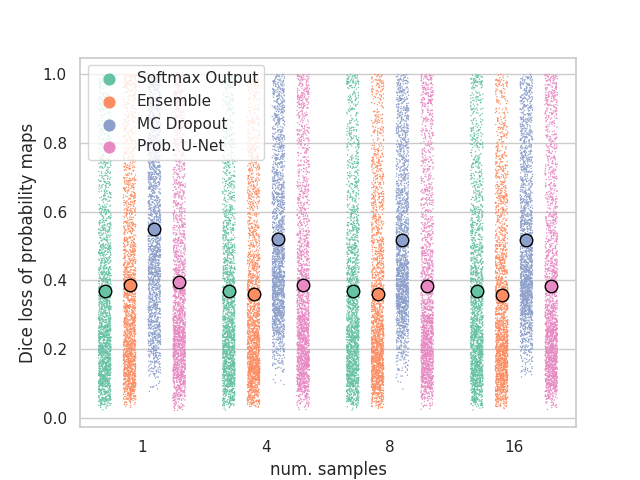 1.0
0.8
0.6
0.4
0.2
0.0
Dice loss of probability maps
Softmax Output
Ensemble
MC Dropout
Prob. U-Net
1
4
8
16
num. samples